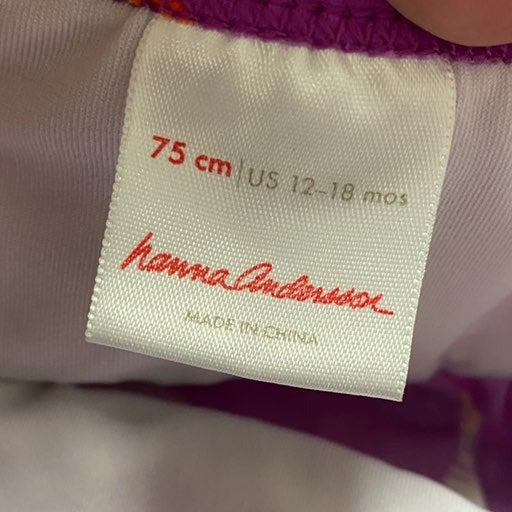 75 cm | US 12-18 mos
hanna Andersson
MADE IN CHINA